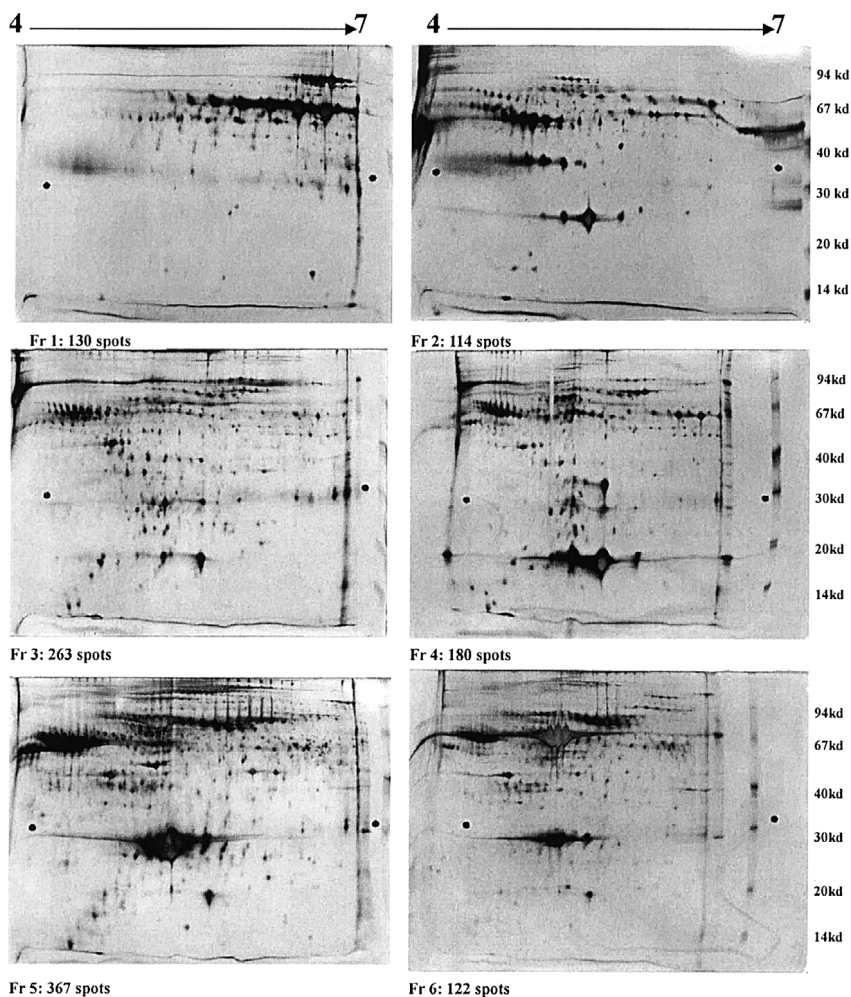 4 7 4 7
94 kd
67 kd
40 kd
30 kd
20 kd
14 kd
Fr 1: 130 spots Fr 2: 114 spots
94kd
67kd
40kd
30kd
20kd
14kd
Fr 3: 263 spots Fr 4: 180 spots
94kd
67kd
40kd
30kd
20kd
14kd
Fr 5: 367 spots Fr 6: 122 spots